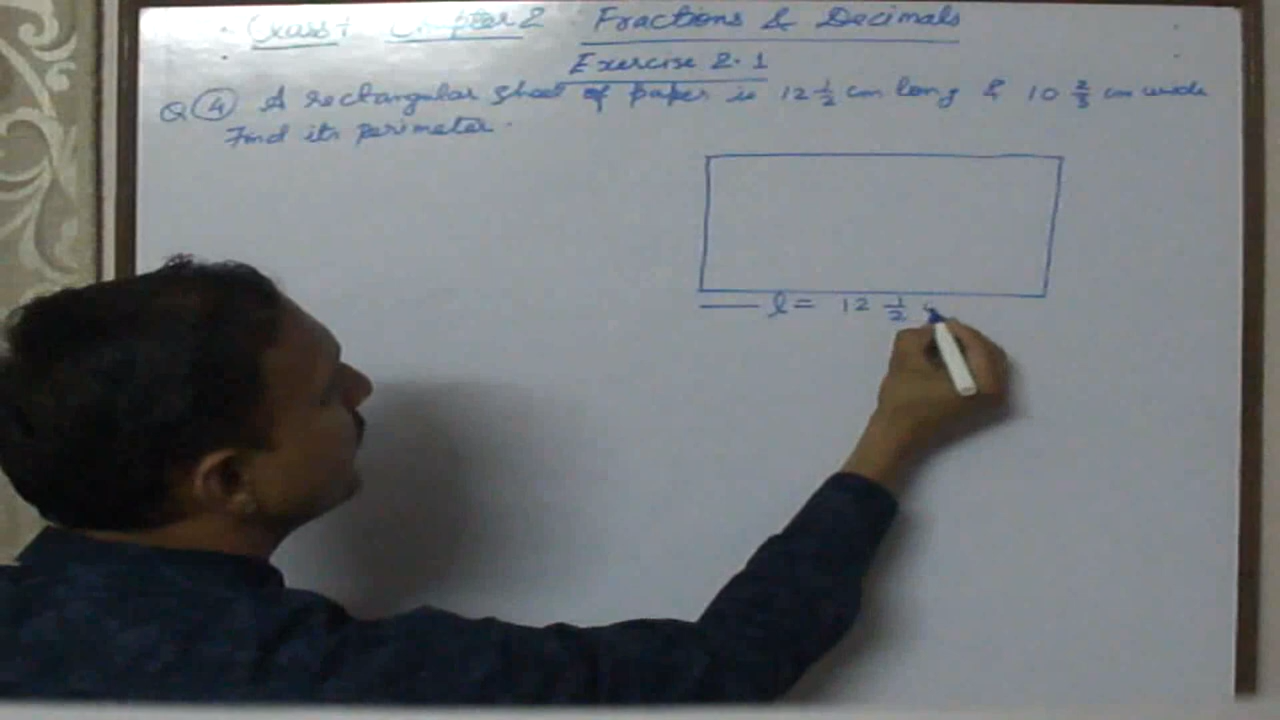 Class 7 Chapter 2 Fractions & Decimals
Exercise 2.1
Q ④ A rectangular sheet of paper is 12 1/2 cm long & 10 2/3 cm wide
Find its perimeter.
l = 12 1/2